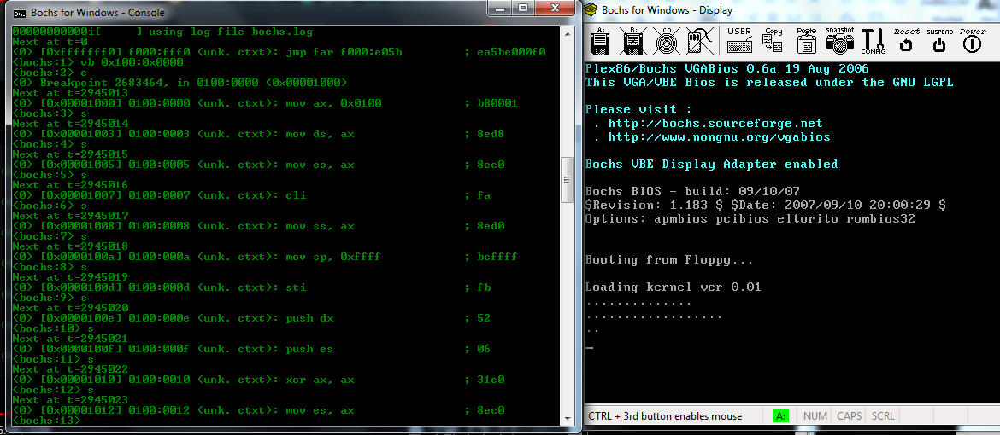 Bochs for Windows - Console
00000000000i[     ] using log file bochs.log
Next at t=0
(0) [0xfffffff0] f000:fff0 (unk. ctxt): jmp far f000:e05b         ; ea5be000f0
<bochs:1> vb 0x100:0x0000
<bochs:2> c
(0) Breakpoint 2683464, in 0100:0000 (0x00001000)
Next at t=2945013
(0) [0x00001000] 0100:0000 (unk. ctxt): mov ax, 0x0100            ; b80001
<bochs:3> s
Next at t=2945014
(0) [0x00001003] 0100:0003 (unk. ctxt): mov ds, ax                ; 8ed8
<bochs:4> s
Next at t=2945015
(0) [0x00001005] 0100:0005 (unk. ctxt): mov es, ax                ; 8ec0
<bochs:5> s
Next at t=2945016
(0) [0x00001007] 0100:0007 (unk. ctxt): cli                       ; fa
<bochs:6> s
Next at t=2945017
(0) [0x00001008] 0100:0008 (unk. ctxt): mov ss, ax                ; 8ed0
<bochs:7> s
Next at t=2945018
(0) [0x0000100a] 0100:000a (unk. ctxt): mov sp, 0xffff            ; bcffff
<bochs:8> s
Next at t=2945019
(0) [0x0000100d] 0100:000d (unk. ctxt): sti                       ; fb
<bochs:9> s
Next at t=2945020
(0) [0x0000100e] 0100:000e (unk. ctxt): push dx                   ; 52
<bochs:10> s
Next at t=2945021
(0) [0x0000100f] 0100:000f (unk. ctxt): push es                   ; 06
<bochs:11> s
Next at t=2945022
(0) [0x00001010] 0100:0010 (unk. ctxt): xor ax, ax                ; 31c0
<bochs:12> s
Next at t=2945023
(0) [0x00001012] 0100:0012 (unk. ctxt): mov es, ax                ; 8ec0
<bochs:13>
Bochs for Windows - Display
A: B: CD USER Copy Paste snapshot CONFIG Reset SUSPEND Power
Plex86/Bochs VGABios 0.6a 19 Aug 2006
This VGA/VBE Bios is released under the GNU LGPL
Please visit :
. http://bochs.sourceforge.net
. http://www.nongnu.org/vgabios
Bochs VBE Display Adapter enabled
Bochs BIOS - build: 09/10/07
$Revision: 1.183 $ $Date: 2007/09/10 20:00:29 $
Options: apmbios pcibios eltorito rombios32
Booting from Floppy...
Loading kernel ver 0.01
..............
.................
..
_
CTRL + 3rd button enables mouse A: NUM CAPS SCRL